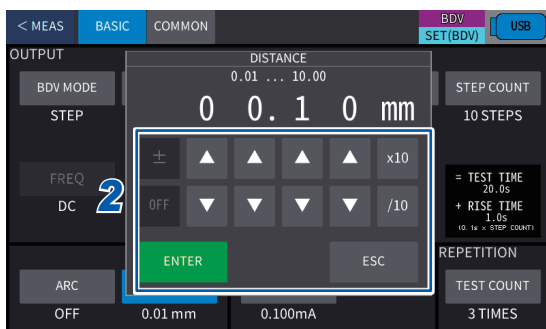 < MEAS BASIC COMMON BDV SET(BDV) USB
OUTPUT
DISTANCE
0.01 ... 10.00
0 0. 1 0 mm
BDV MODE STEP COUNT
STEP 10 STEPS
± ▲ ▲ ▲ ▲ x10
FREQ OFF ▼ ▼ ▼ ▼ /10
DC
2
= TEST TIME
20.0s
+ RISE TIME
1.0s
(0.1s × STEP COUNT)
ENTER ESC
REPETITION
ARC TEST COUNT
OFF 0.01 mm 0.100mA 3 TIMES